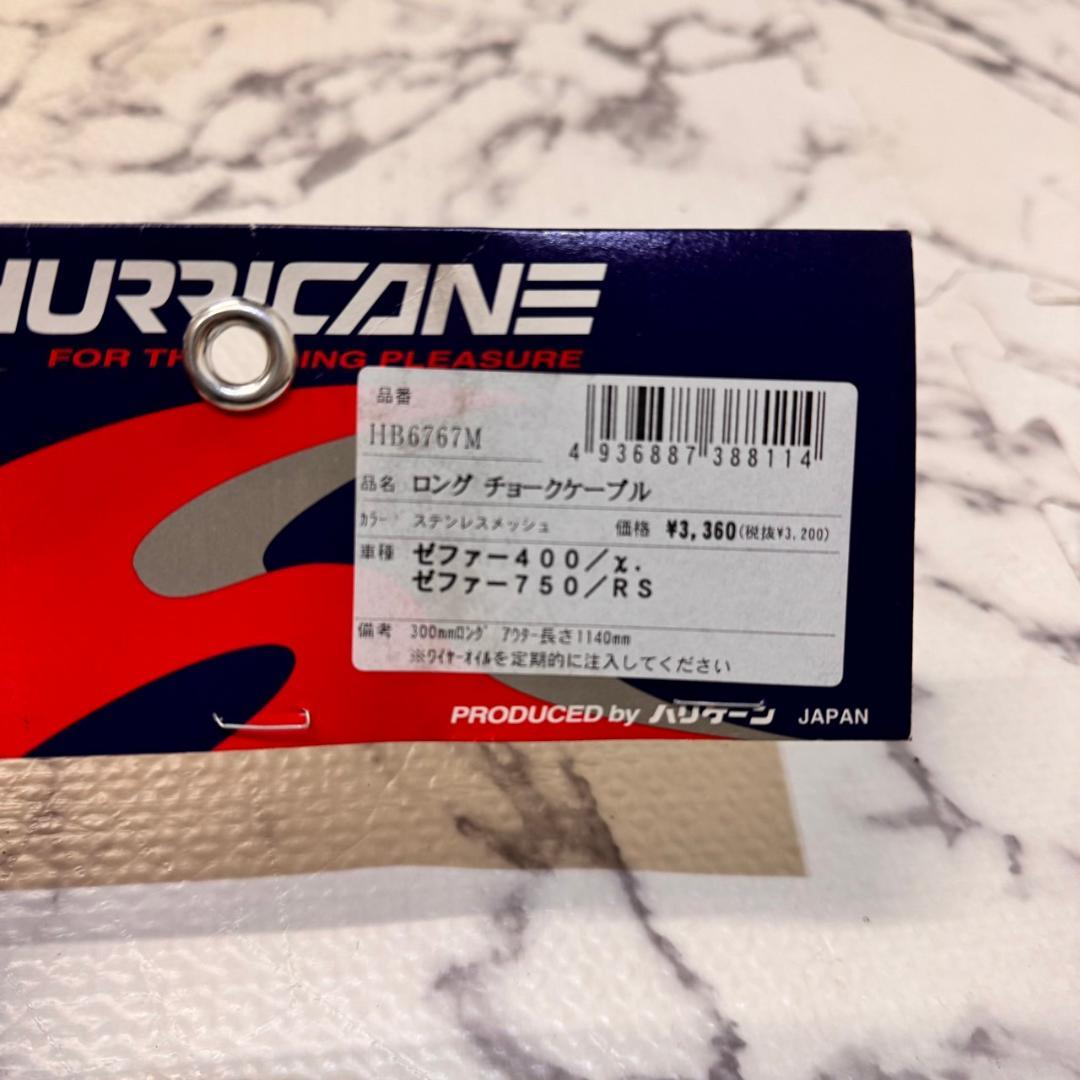 HURRICANE
FOR TH ING PLEASURE
品番
HB6767M
4 936887 388114
品名 ロング チョークケーブル
ｶﾗｰ ステンレスメッシュ 価格 ¥3,360(税抜¥3,200)
車種 ゼファー４００／χ.
ゼファー７５０／ＲＳ
備考 300mmﾛﾝｸﾞ ｱｳﾀｰ長さ1140mm
※ﾜｲﾔｰｵｲﾙを定期的に注入してください
PRODUCED by ハリケーン JAPAN